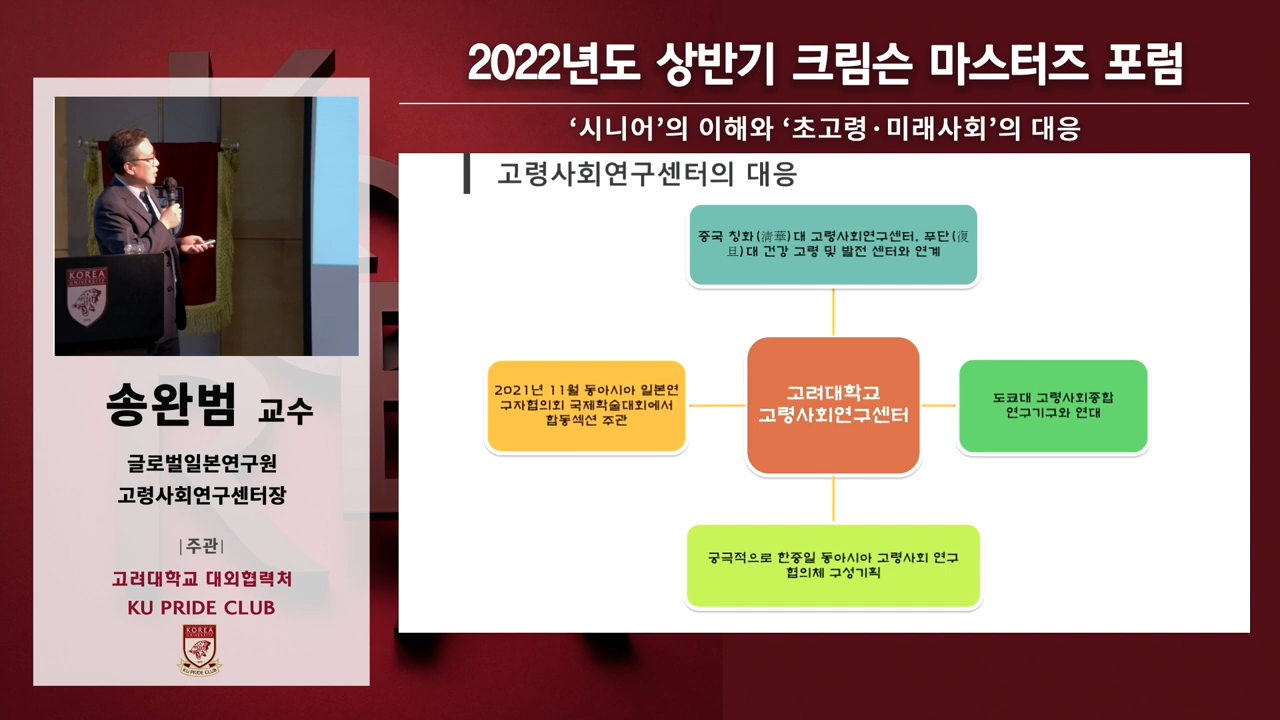 2022년도 상반기 크림슨 마스터즈 포럼
‘시니어’의 이해와 ‘초고령·미래사회’의 대응
고령사회연구센터의 대응
중국 칭화(淸華)대 고령사회연구센터, 푸단(復
旦)대 건강 고령 및 발전 센터와 연계
2021년 11월 동아시아 일본연
구자협의회 국제학술대회에서
합동섹션 주관
고려대학교
고령사회연구센터
도쿄대 고령사회종합
연구기구와 연대
궁극적으로 한중일 동아시아 고령사회 연구
협의체 구성기획
KOREA
UNIVERSITY
송완범 교수
글로벌일본연구원
고령사회연구센터장
|주관|
고려대학교 대외협력처
KU PRIDE CLUB
KOREA
UNIVERSITY
KU PRIDE CLUB